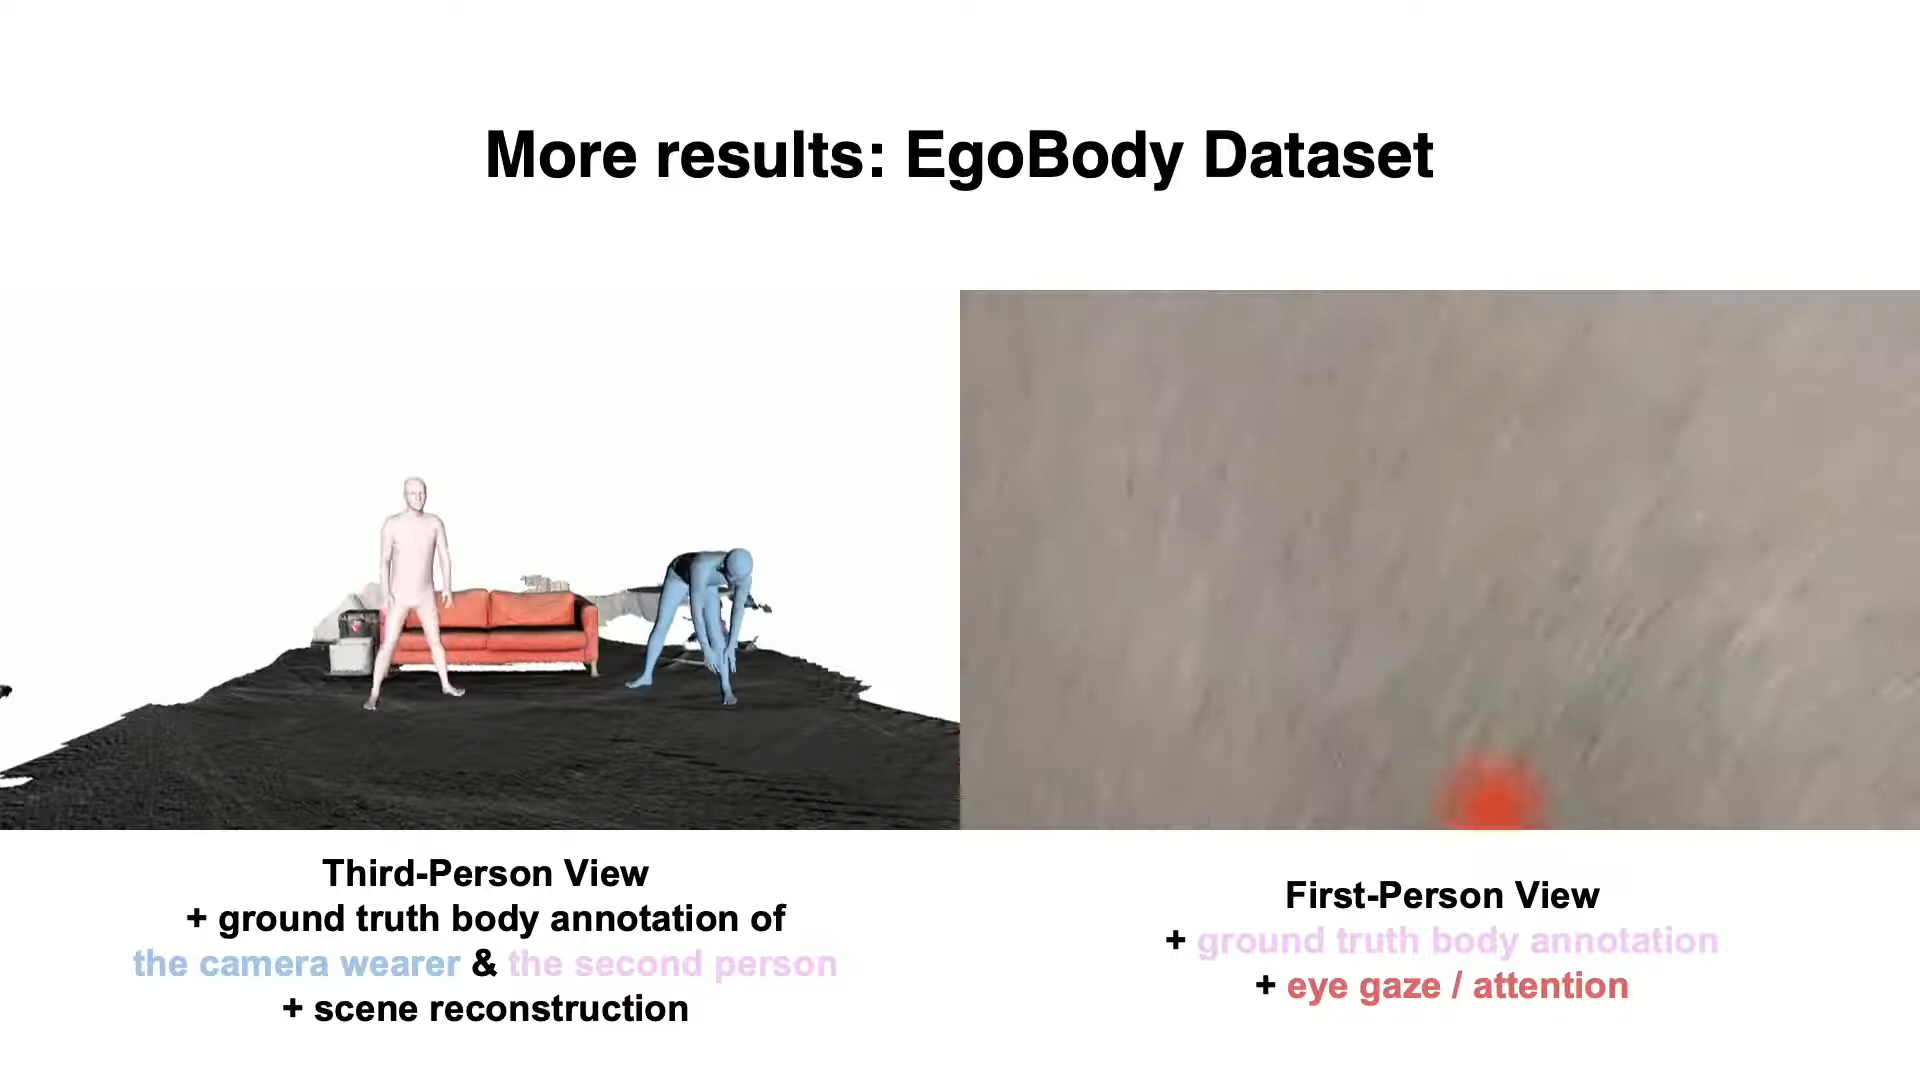 More results: EgoBody Dataset
Third-Person View
+ ground truth body annotation of
the camera wearer & the second person
+ scene reconstruction
First-Person View
+ ground truth body annotation
+ eye gaze / attention